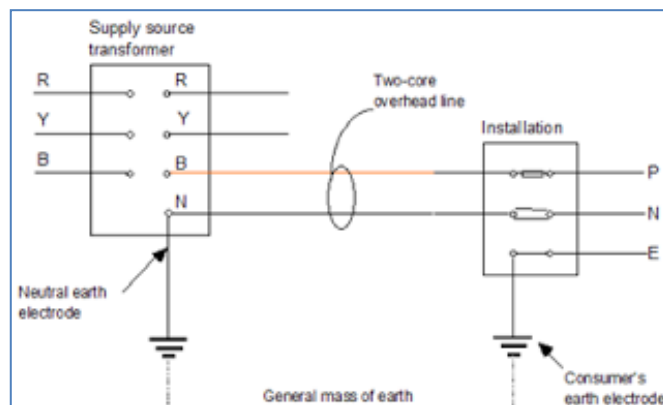 Supply source
transformer
R
R
Y
Y
B
B
N
Two-core
overhead line
Installation
P
N
E
Neutral earth
electrode
General mass of earth
Consumer's
earth electrode